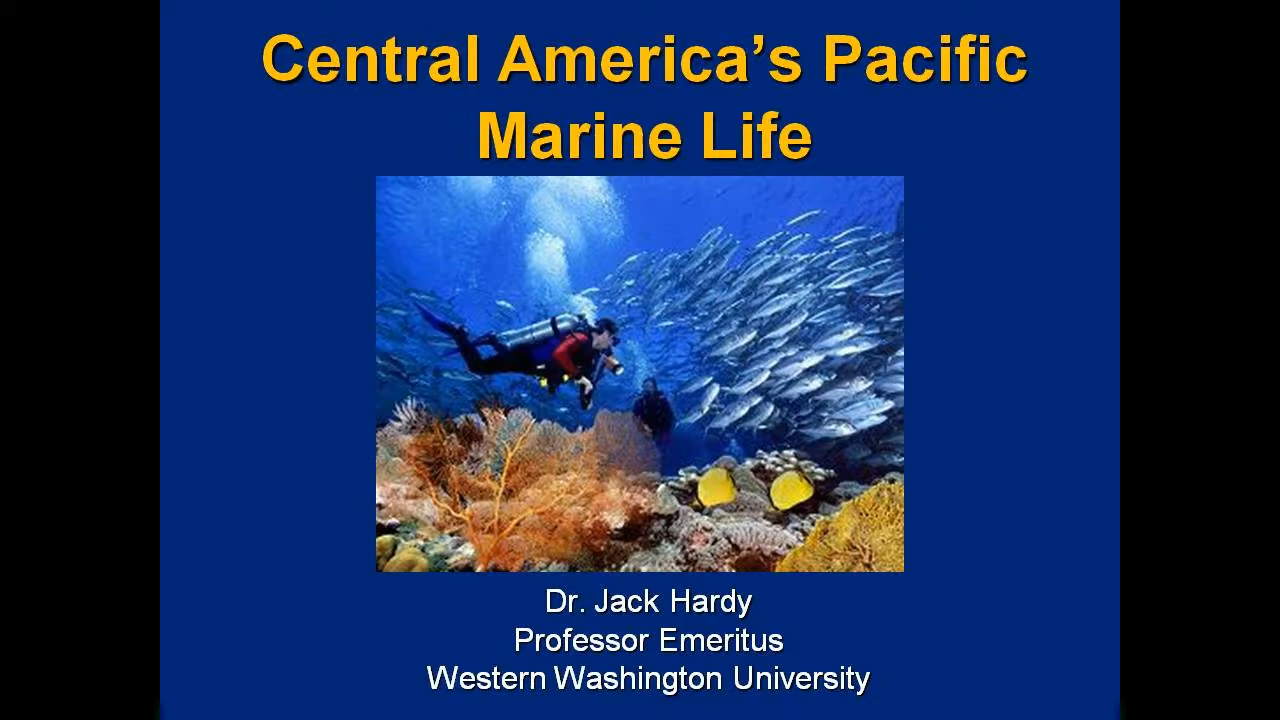 Central America’s Pacific
Marine Life
Dr. Jack Hardy
Professor Emeritus
Western Washington University